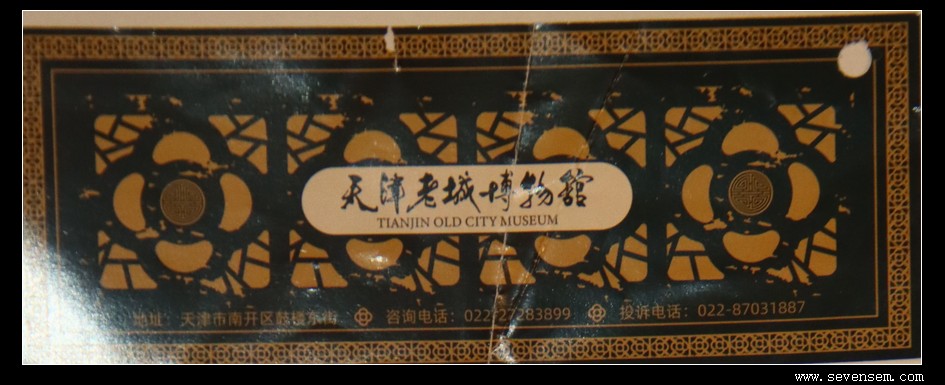 天津老城博物館
TIANJIN OLD CITY MUSEUM
地址：天津市南开区鼓楼东街 咨询电话：022-27283899 投诉电话：022-87031887
www.sevensem.com